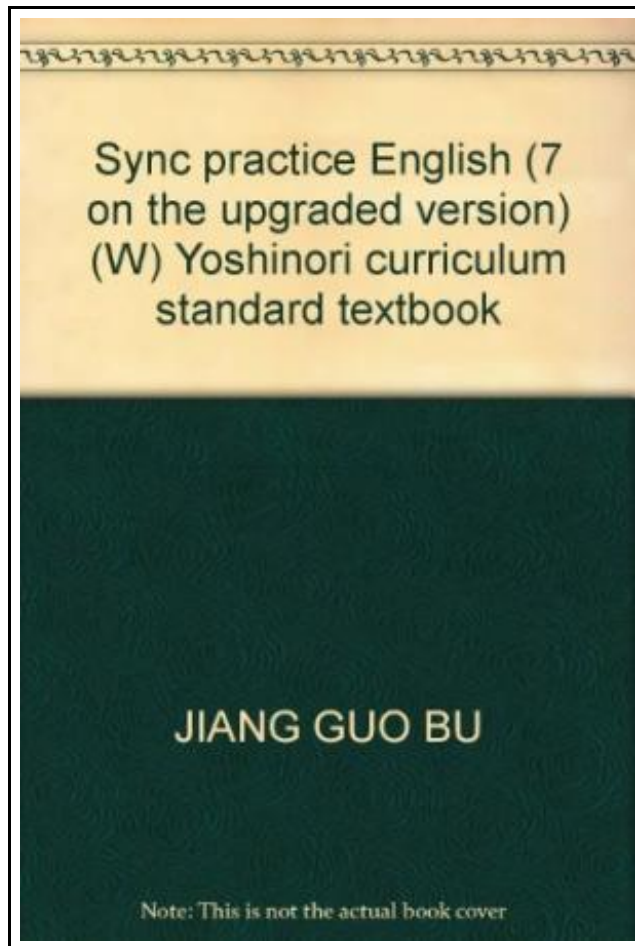 Sync practice English (7
on the upgraded version)
(W) Yoshinori curriculum
standard textbook
JIANG GUO BU
Note: This is not the actual book cover